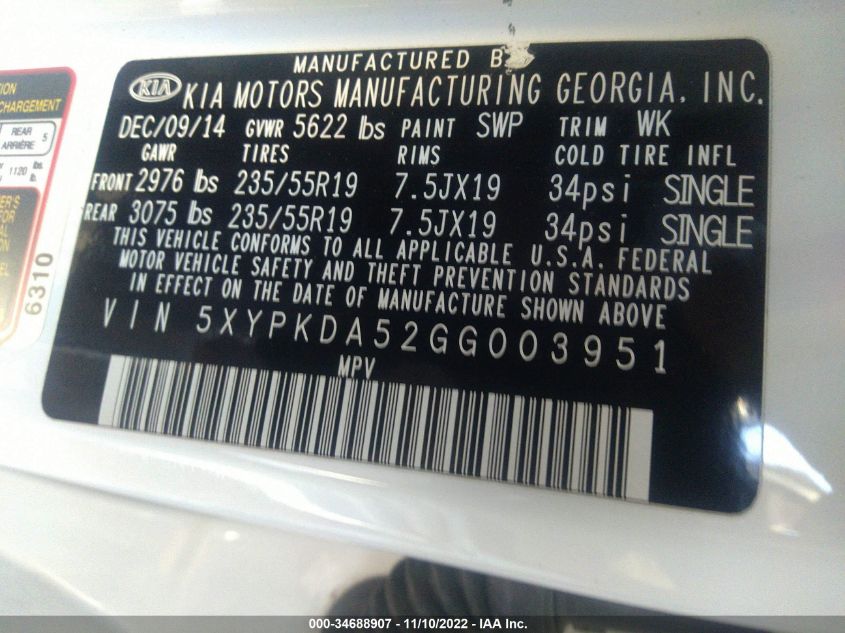 MANUFACTURED
KIA KIA MOTORS MANUFACTURING GEORGIA, INC.
DEC/09/14 GVWR 5622 lbs PAINT SWP TRIM WK
GAWR TIRES RIMS COLD TIRE INFL
FRONT 2976 lbs 235/55R19 7.5JX19 34psi SINGLE
REAR 3075 lbs 235/55R19 7.5JX19 34psi SINGLE
THIS VEHICLE CONFORMS TO ALL APPLICABLE U.S.A. FEDERAL
MOTOR VEHICLE SAFETY AND THEFT PREVENTION STANDARDS
IN EFFECT ON THE DATE OF MANUFACTURE SHOWN ABOVE
VIN 5XYPKDA52GG003951
MPV
CHARGEMENT
REAR
ARRIÈRE 5
1120 lbs.
lb.
6310
000-34688907 - 11/10/2022 - IAA Inc.